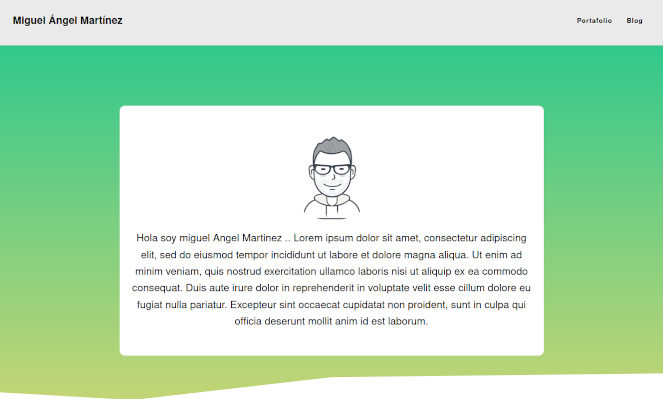 Miguel Ángel Martínez
Portafolio Blog
Hola soy miguel Angel Martinez .. Lorem ipsum dolor sit amet, consectetur adipiscing
elit, sed do eiusmod tempor incididunt ut labore et dolore magna aliqua. Ut enim ad
minim veniam, quis nostrud exercitation ullamco laboris nisi ut aliquip ex ea commodo
consequat. Duis aute irure dolor in reprehenderit in voluptate velit esse cillum dolore eu
fugiat nulla pariatur. Excepteur sint occaecat cupidatat non proident, sunt in culpa qui
officia deserunt mollit anim id est laborum.